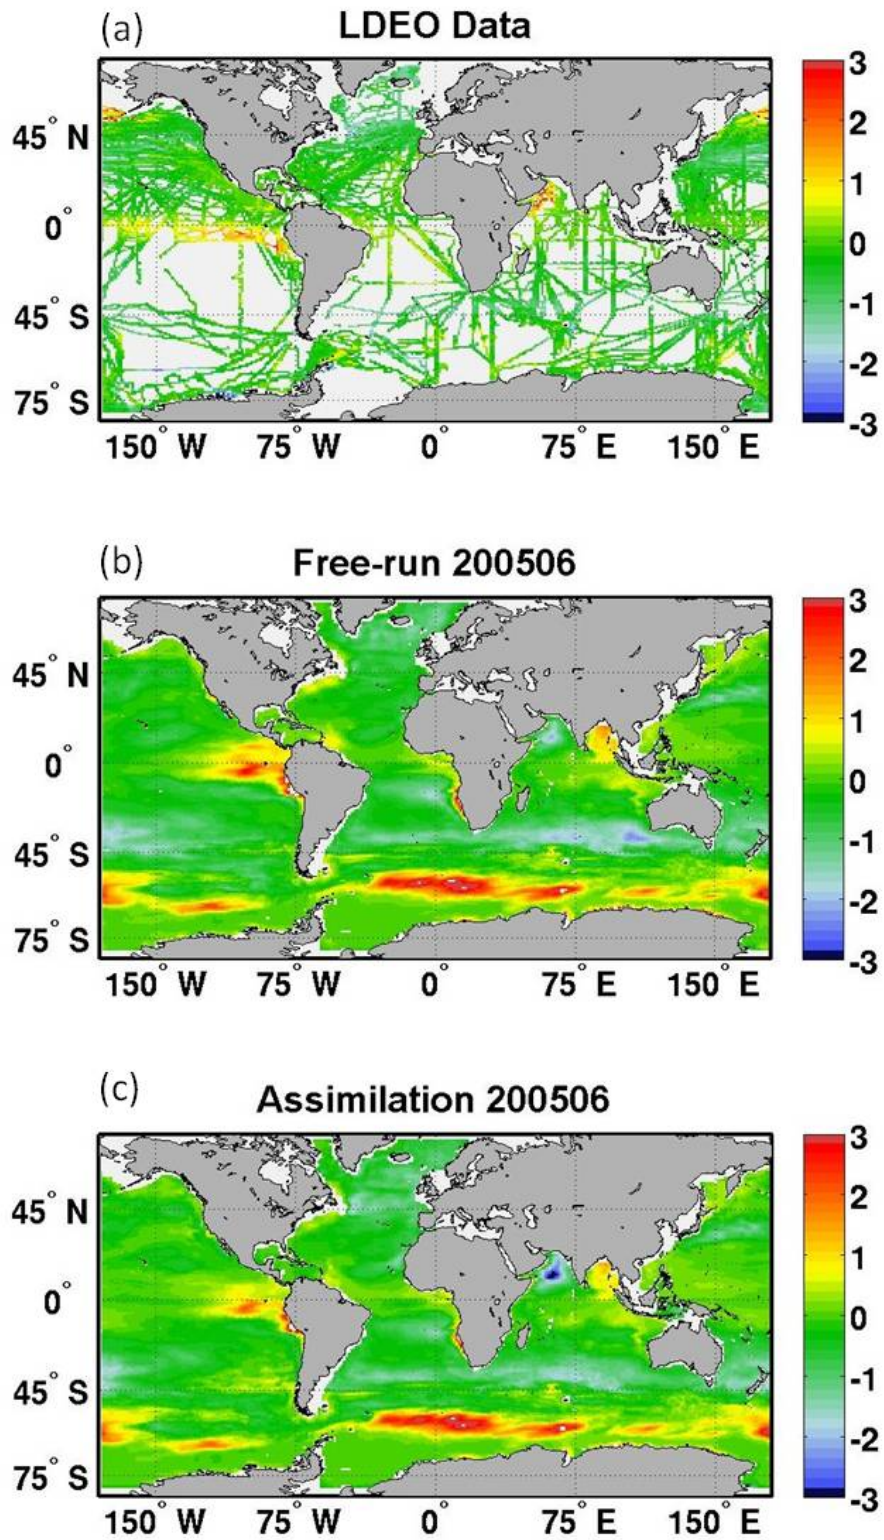 (a) LDEO Data
3
2
1
0
-1
-2
-3
45° N
0°
45° S
75° S
150° W 75° W 0° 75° E 150° E
(b) Free-run 200506
3
2
1
0
-1
-2
-3
45° N
0°
45° S
75° S
150° W 75° W 0° 75° E 150° E
(c) Assimilation 200506
3
2
1
0
-1
-2
-3
45° N
0°
45° S
75° S
150° W 75° W 0° 75° E 150° E